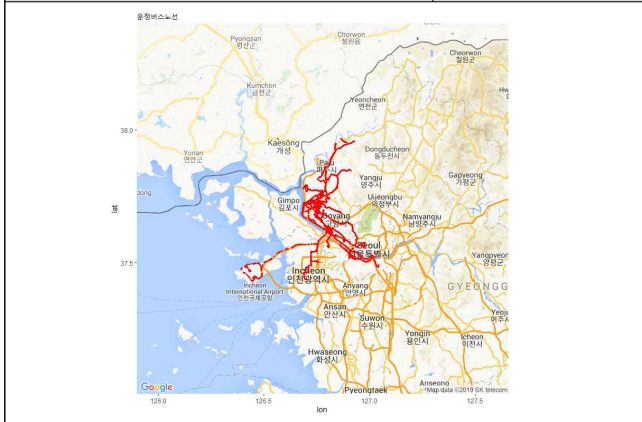 운정버스노선
Pyongsan
평산군
Chorwon
철원읍
Cheorwon
철원군
Kumchon
금천군
Yeoncheon
연천군
38.0
Kaesŏng
개성
Dongducheon
동두천시
Yonan
연안군
Paju
파주시
Yangju
양주시
Gapyeong
가평군
dong
Gimpo
김포시
Uijeongbu
의정부시
Goyang
고양시
Namyangju
남양주시
lat
Seoul
서울특별시
Yangpyeon
양평군
37.5
Incheon
인천광역시
Incheon
International Airport
인천국제공항
Anyang
안양시
GYEONGG
Ansan
안산시
Suwon
수원시
Yeoju
여주시
Yongin
용인시
Icheon
이천시
Hwaseong
화성시
Anseong
Pyeongtaek
Google
Map data ©2019 SK telecom
126.0
126.5
127.0
127.5
lon